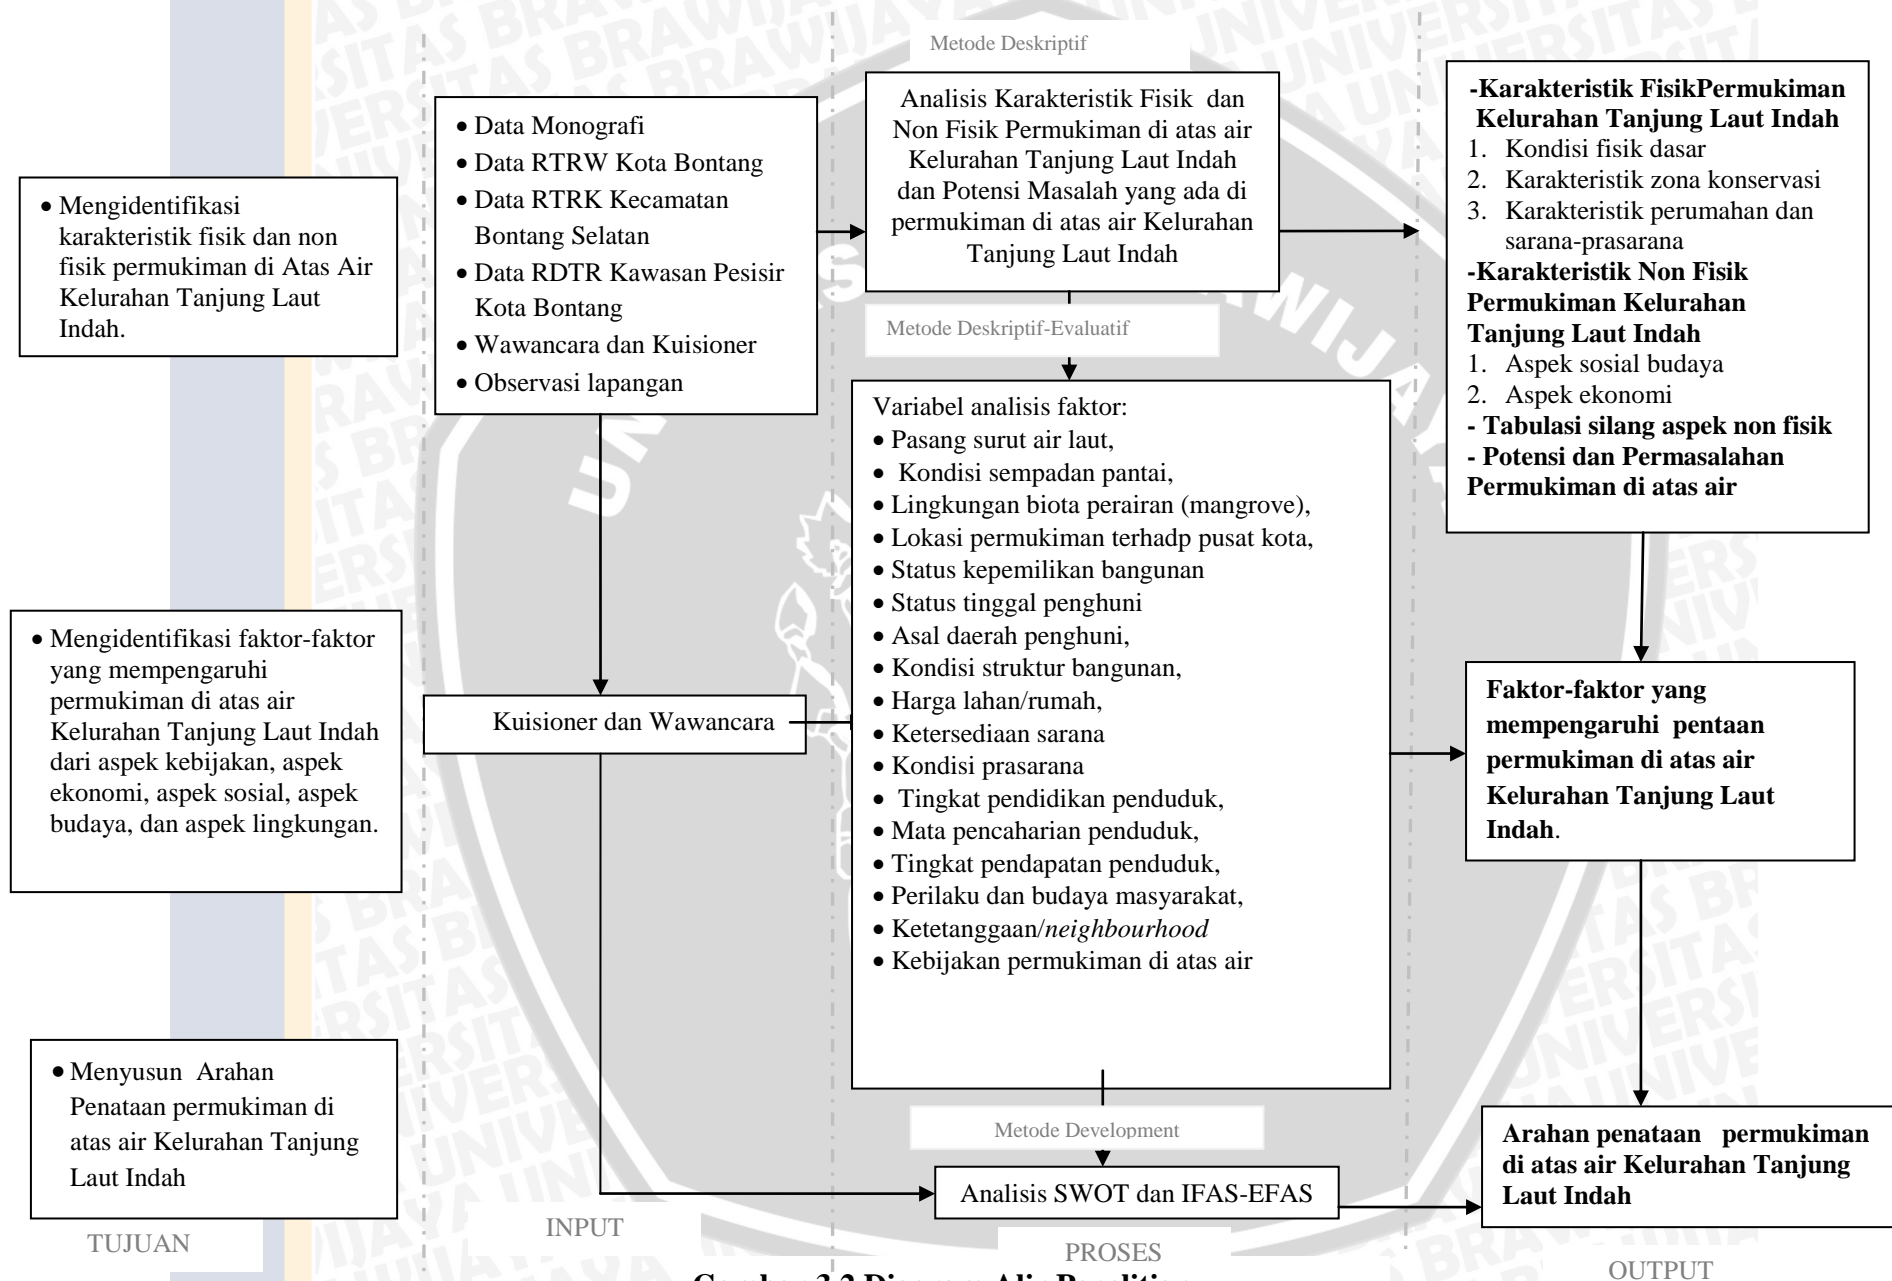 Metode Deskriptif
• Mengidentifikasi
karakteristik fisik dan non
fisik permukiman di Atas Air
Kelurahan Tanjung Laut
Indah.
• Mengidentifikasi faktor-faktor
yang mempengaruhi
permukiman di atas air
Kelurahan Tanjung Laut Indah
dari aspek kebijakan, aspek
ekonomi, aspek sosial, aspek
budaya, dan aspek lingkungan.
• Menyusun Arahan
Penataan permukiman di
atas air Kelurahan Tanjung
Laut Indah
TUJUAN
• Data Monografi
• Data RTRW Kota Bontang
• Data RTRK Kecamatan
Bontang Selatan
• Data RDTR Kawasan Pesisir
Kota Bontang
• Wawancara dan Kuisioner
• Observasi lapangan
Kuisioner dan Wawancara
INPUT
Analisis Karakteristik Fisik dan
Non Fisik Permukiman di atas air
Kelurahan Tanjung Laut Indah
dan Potensi Masalah yang ada di
permukiman di atas air Kelurahan
Tanjung Laut Indah
Metode Deskriptif-Evaluatif
Variabel analisis faktor:
• Pasang surut air laut,
• Kondisi sempadan pantai,
• Lingkungan biota perairan (mangrove),
• Lokasi permukiman terhadp pusat kota,
• Status kepemilikan bangunan
• Status tinggal penghuni
• Asal daerah penghuni,
• Kondisi struktur bangunan,
• Harga lahan/rumah,
• Ketersediaan sarana
• Kondisi prasarana
• Tingkat pendidikan penduduk,
• Mata pencaharian penduduk,
• Tingkat pendapatan penduduk,
• Perilaku dan budaya masyarakat,
• Ketetanggaan/neighbourhood
• Kebijakan permukiman di atas air
Metode Development
Analisis SWOT dan IFAS-EFAS
PROSES
-Karakteristik FisikPermukiman
Kelurahan Tanjung Laut Indah
1. Kondisi fisik dasar
2. Karakteristik zona konservasi
3. Karakteristik perumahan dan
sarana-prasarana
-Karakteristik Non Fisik
Permukiman Kelurahan
Tanjung Laut Indah
1. Aspek sosial budaya
2. Aspek ekonomi
- Tabulasi silang aspek non fisik
- Potensi dan Permasalahan
Permukiman di atas air
Faktor-faktor yang
mempengaruhi pentaan
permukiman di atas air
Kelurahan Tanjung Laut
Indah.
Arahan penataan permukiman
di atas air Kelurahan Tanjung
Laut Indah
OUTPUT
Gambar 3.2 Diagram Alir Penelitian